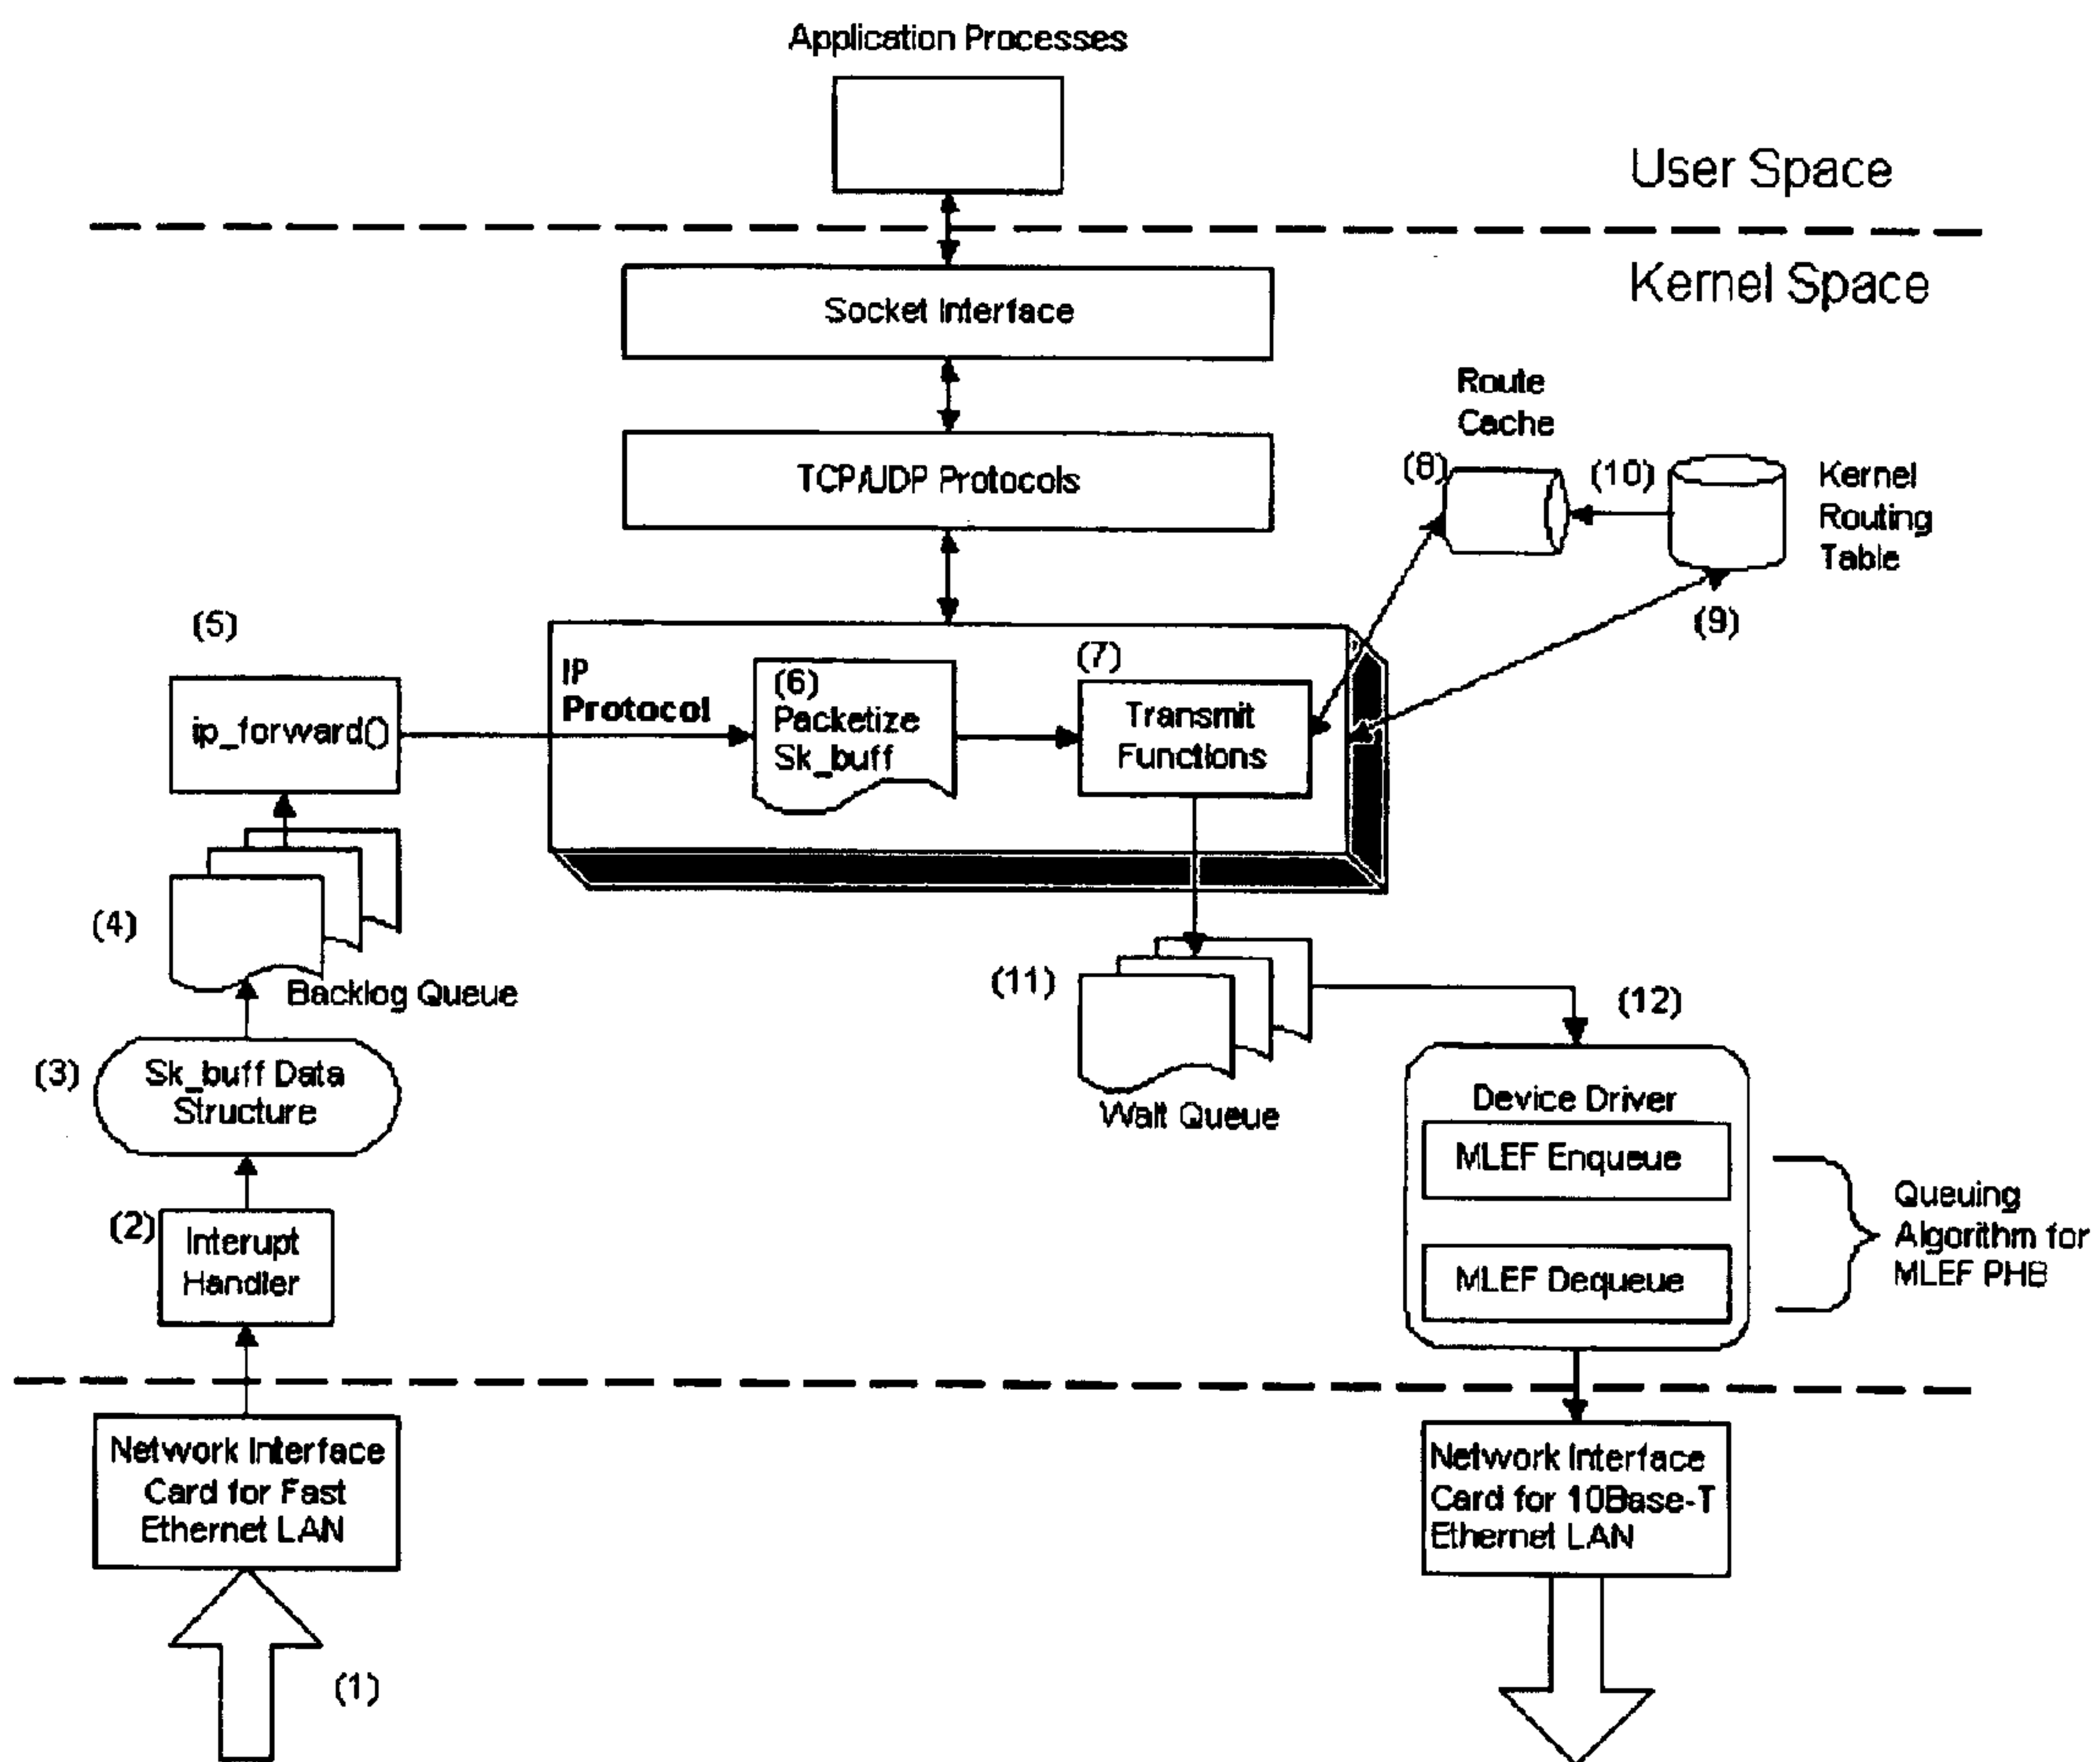 Application Processes
User Space
Kernel Space
Socket Interface
TCP/UDP Protocols
Route
Cache
(8)
(10)
Kernel
Routing
Table
(9)
(5)
ip_forward()
IP
Protocol
(6)
Packetize
Sk_buff
(7)
Transmit
Functions
(4)
Backlog Queue
(11)
Wait Queue
(12)
(3)
Sk_buff Data
Structure
Device Driver
MLEF Enqueue
MLEF Dequeue
Queuing
Algorithm for
MLEF PHB
(2)
Interupt
Handler
Network Interface
Card for Fast
Ethernet LAN
Network Interface
Card for 10Base-T
Ethernet LAN
(1)